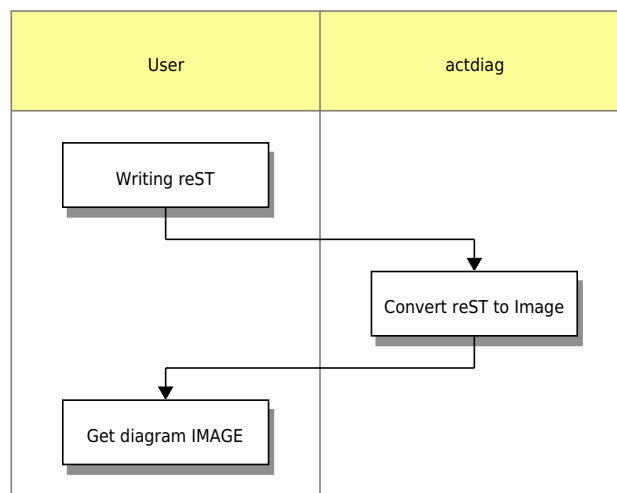 User
actdiag
Writing reST
Convert reST to Image
Get diagram IMAGE